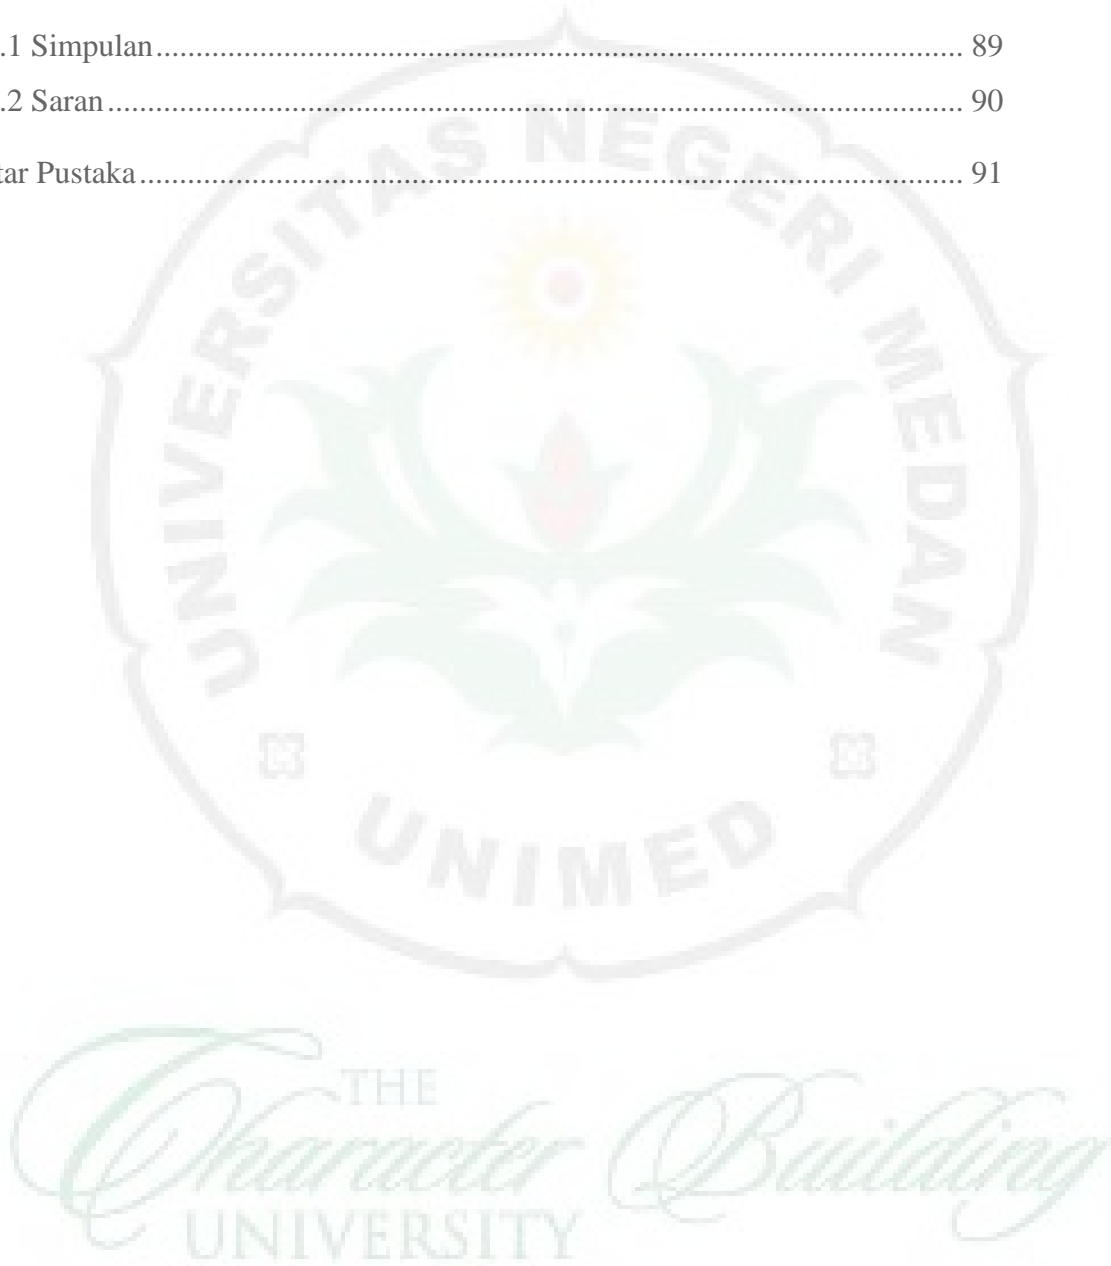 .1 Simpulan........................................................................................................ 89
.2 Saran.............................................................................................................. 90
tar Pustaka.......................................................................................................... 91
UNIVERSITAS NEGERI MEDAN
UNIMED
THE
Character Building
UNIVERSITY